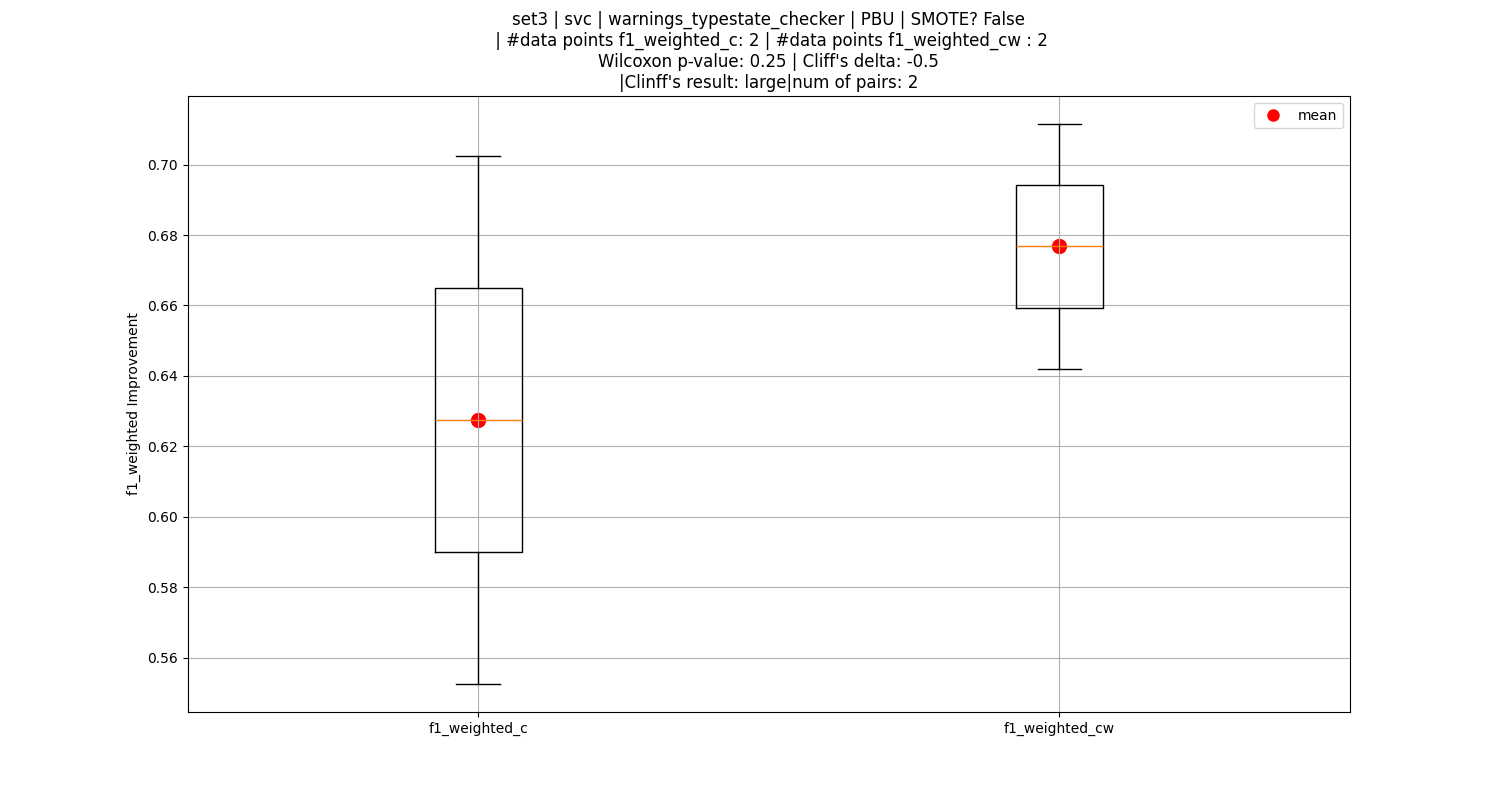 set3 | svc | warnings_typestate_checker | PBU | SMOTE? False
| #data points f1_weighted_c: 2 | #data points f1_weighted_cw : 2
Wilcoxon p-value: 0.25 | Cliff's delta: -0.5
|Clinff's result: large|num of pairs: 2
mean
0.70
0.68
0.66
0.64
0.62
0.60
0.58
0.56
f1_weighted Improvement
f1_weighted_c
f1_weighted_cw